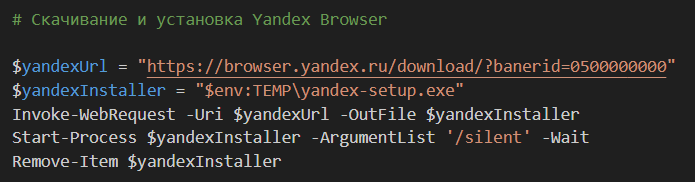 # Скачивание и установка Yandex Browser
$yandexUrl = "https://browser.yandex.ru/download/?banerid=0500000000"
$yandexInstaller = "$env:TEMP\yandex-setup.exe"
Invoke-WebRequest -Uri $yandexUrl -OutFile $yandexInstaller
Start-Process $yandexInstaller -ArgumentList '/silent' -Wait
Remove-Item $yandexInstaller